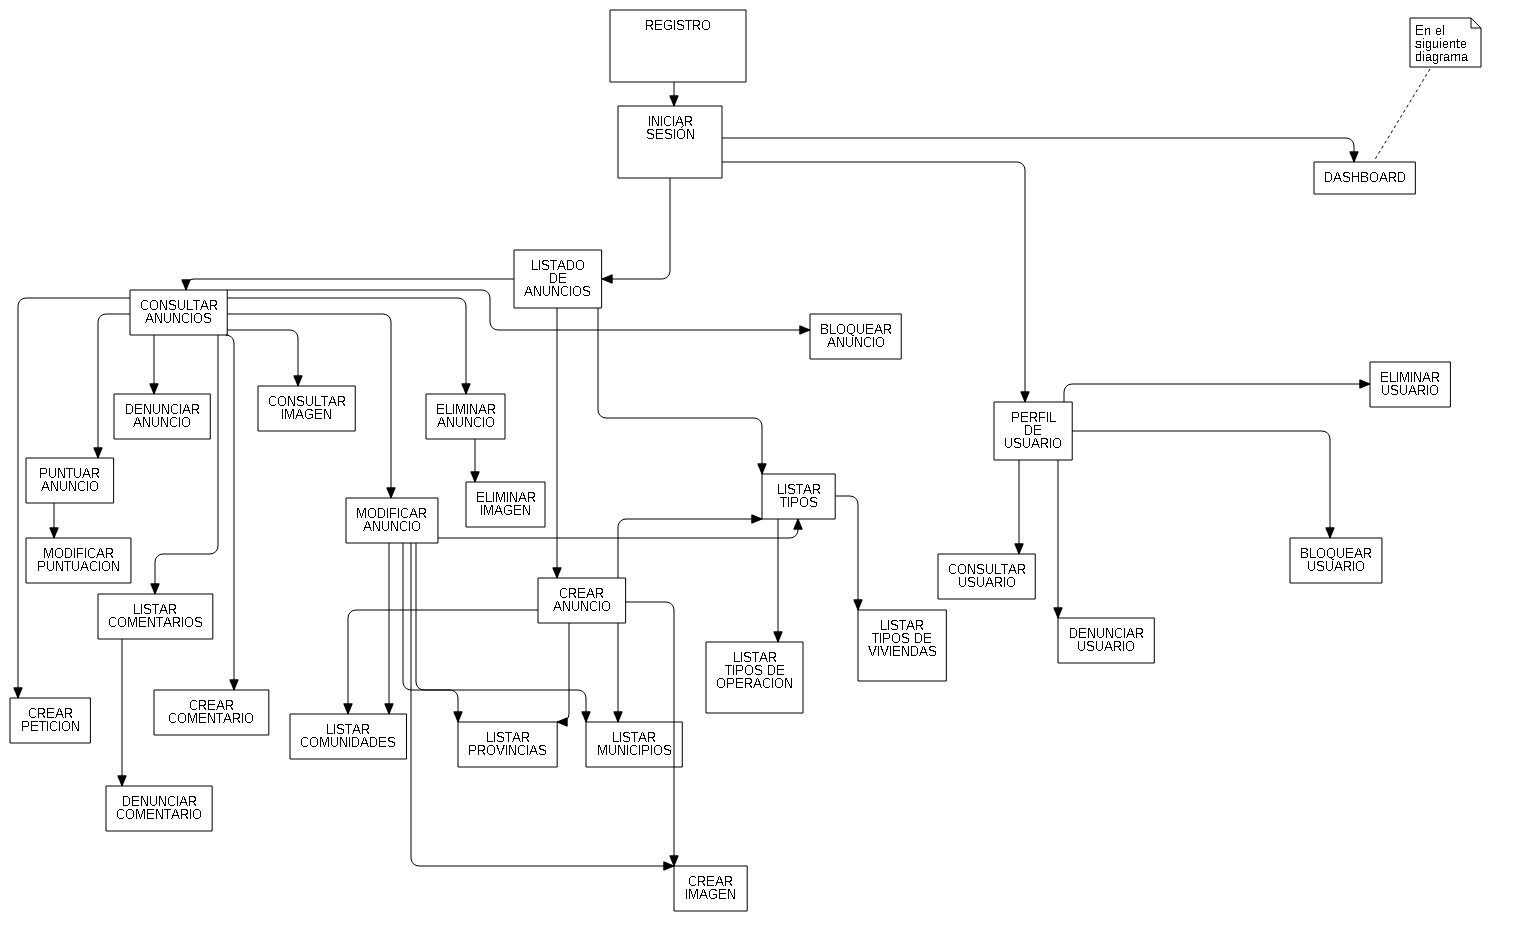 En el
siguiente
diagrama
DASHBOARD
ELIMINAR
USUARIO
BLOQUEAR
USUARIO
DENUNCIAR
USUARIO
PERFIL
DE
USUARIO
CONSULTAR
USUARIO
LISTAR
TIPOS DE
VIVIENDAS
BLOQUEAR
ANUNCIO
LISTAR
TIPOS
LISTAR
TIPOS DE
OPERACIÓN
REGISTRO
INICIAR
SESIÓN
CREAR
IMAGEN
LISTAR
MUNICIPIOS
LISTADO
DE
ANUNCIOS
CREAR
ANUNCIO
LISTAR
PROVINCIAS
ELIMINAR
ANUNCIO
ELIMINAR
IMAGEN
MODIFICAR
ANUNCIO
LISTAR
COMUNIDADES
CONSULTAR
IMAGEN
CONSULTAR
ANUNCIOS
DENUNCIAR
ANUNCIO
CREAR
COMENTARIO
LISTAR
COMENTARIOS
DENUNCIAR
COMENTARIO
PUNTUAR
ANUNCIO
MODIFICAR
PUNTUACIÓN
CREAR
PETICIÓN